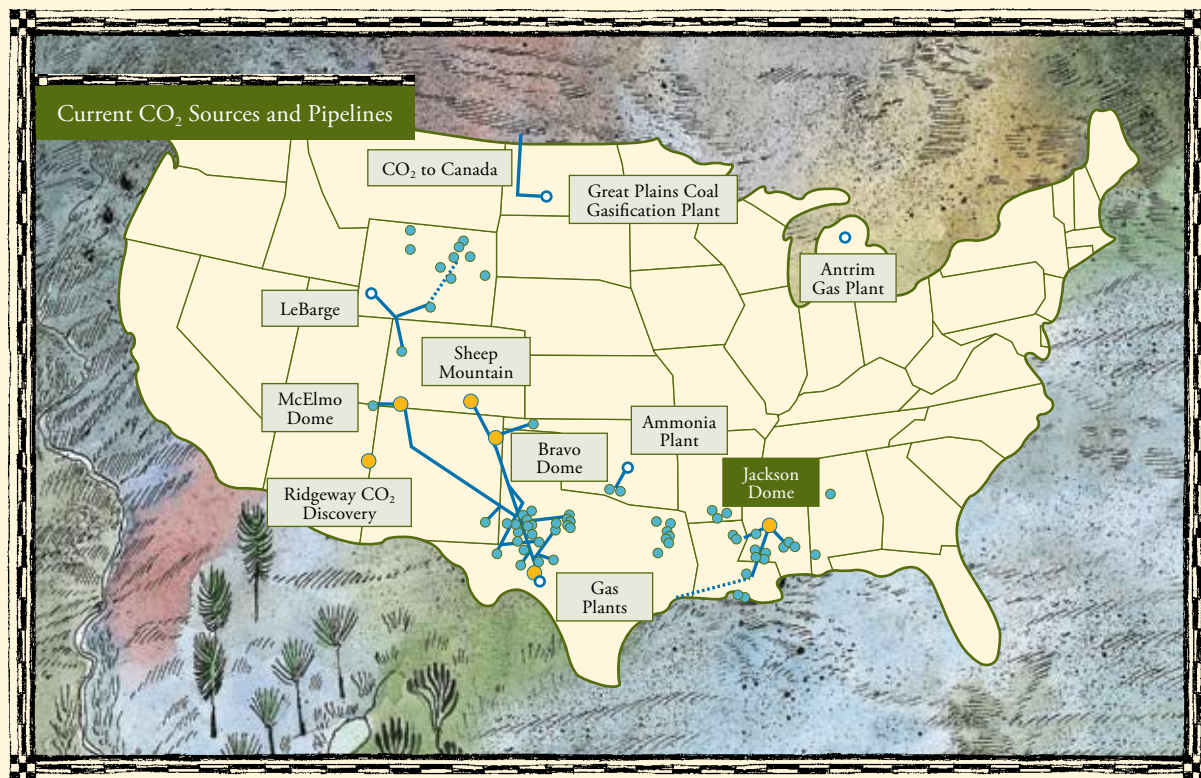 Current CO₂ Sources and Pipelines
CO₂ to Canada
Great Plains Coal
Gasification Plant
Antrim
Gas Plant
LeBarge
Sheep
Mountain
McElmo
Dome
Ammonia
Plant
Bravo
Dome
Jackson
Dome
Ridgeway CO₂
Discovery
Gas
Plants